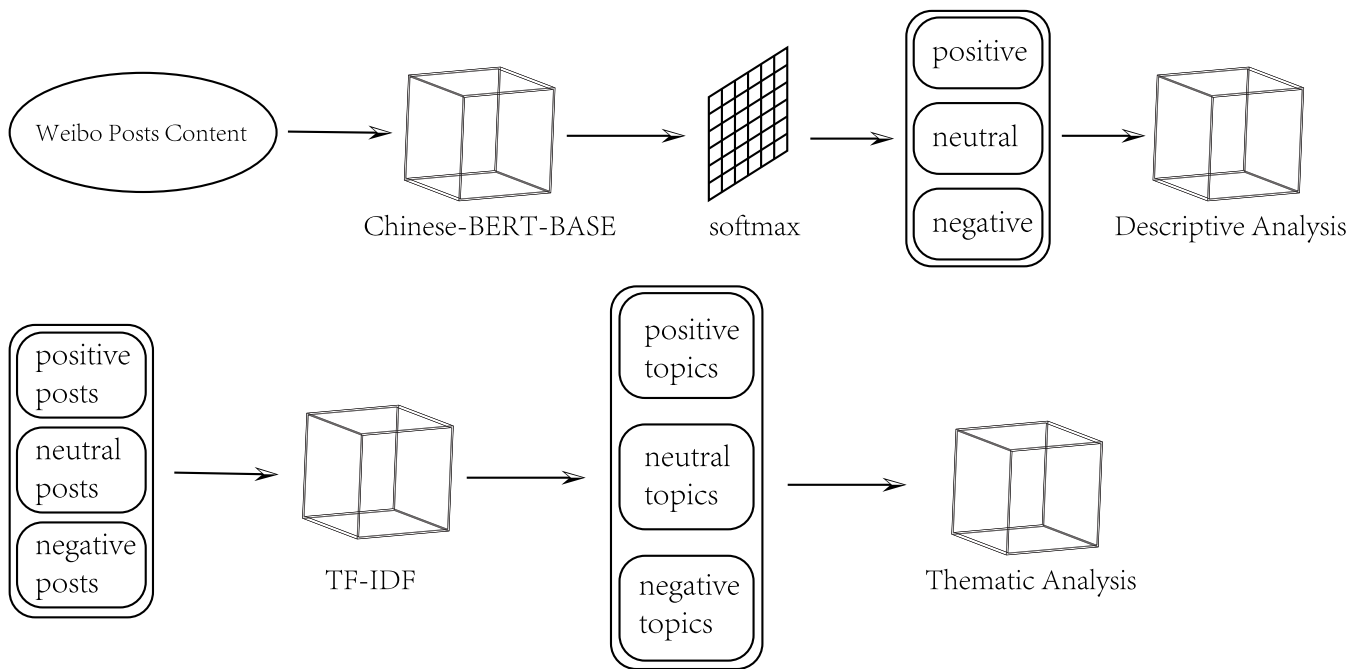 Weibo Posts Content
Chinese-BERT-BASE
softmax
positive
neutral
negative
Descriptive Analysis
positive
posts
neutral
posts
negative
posts
TF-IDF
positive
topics
neutral
topics
negative
topics
Thematic Analysis